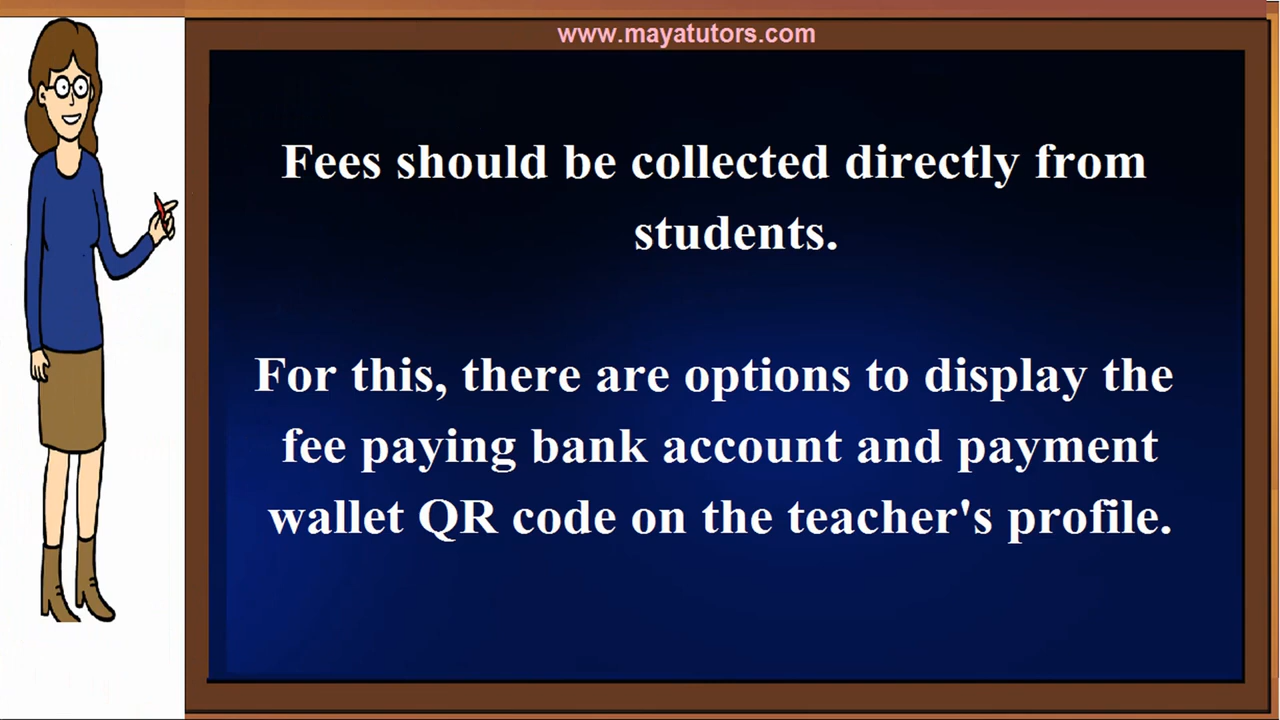 www.mayatutors.com
Fees should be collected directly from
students.
For this, there are options to display the
fee paying bank account and payment
wallet QR code on the teacher's profile.